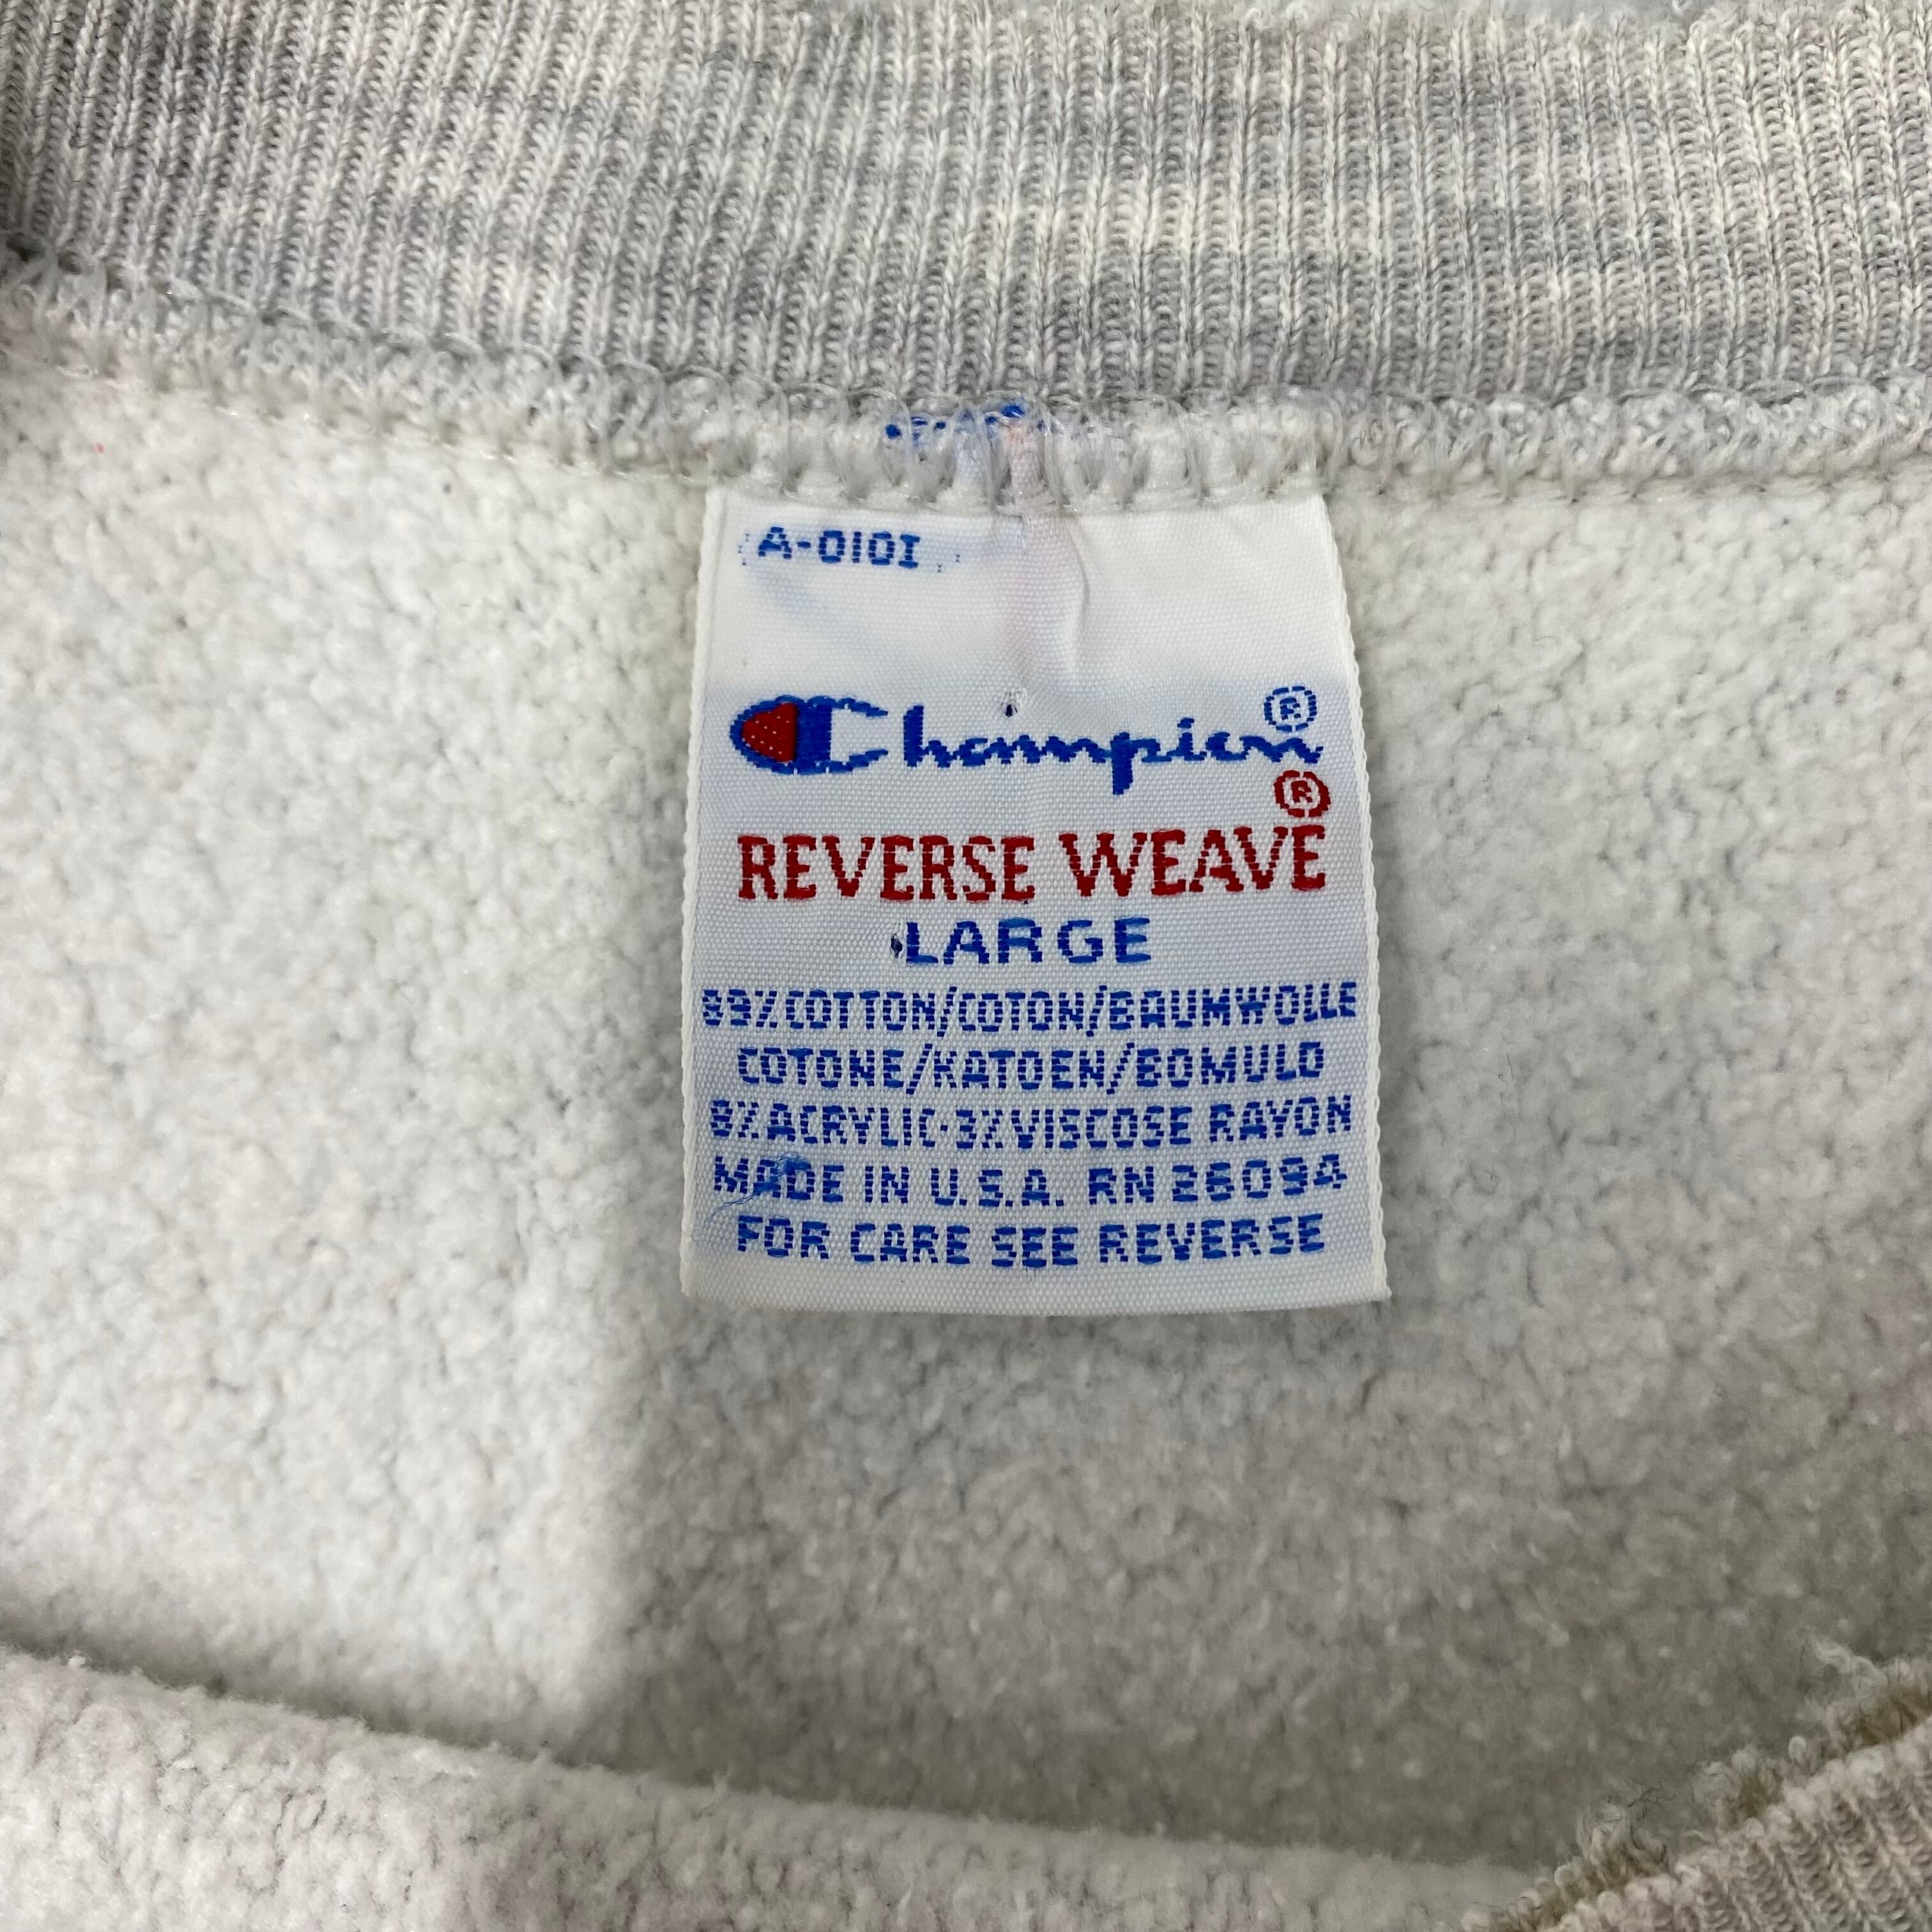 A-0101
Champion®
REVERSE WEAVE®
LARGE
89% COTTON/COTON/BAUMWOLLE
COTONE/KATOEN/BOMULD
8% ACRYLIC·3% VISCOSE RAYON
MADE IN U.S.A. RN 26094
FOR CARE SEE REVERSE